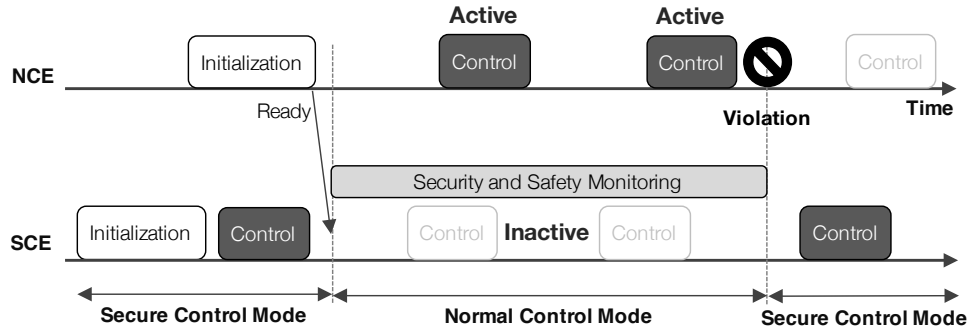 Active Active
NCE Initialization Control Control Control
Ready Violation Time
Security and Safety Monitoring
SCE Initialization Control Control Inactive Control Control
Secure Control Mode Normal Control Mode Secure Control Mode